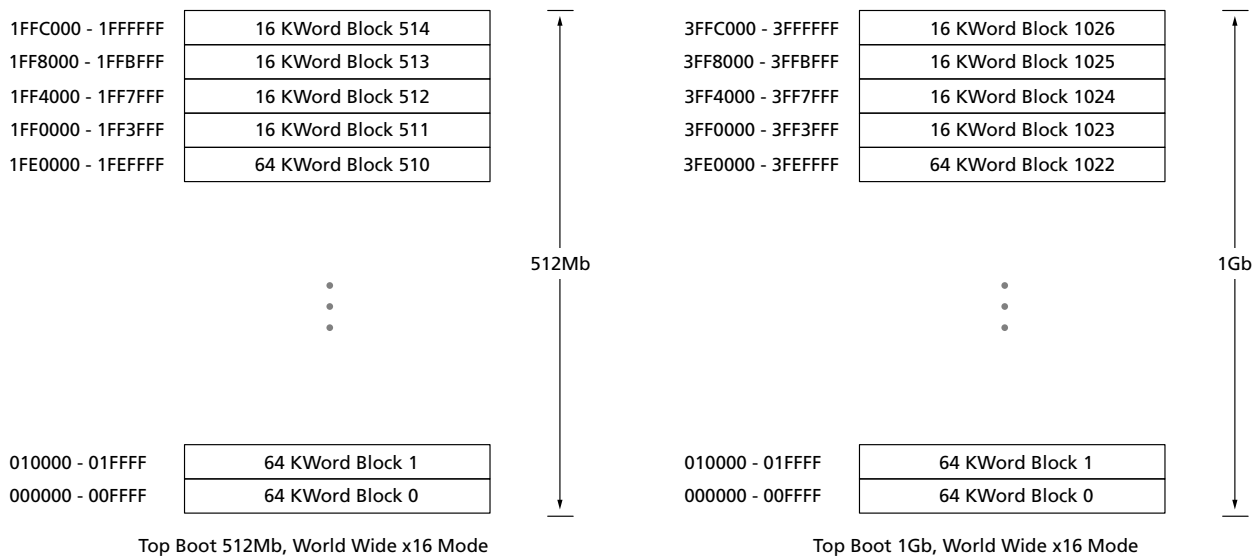 1FFC000 - 1FFFFFF 16 KWord Block 514
1FF8000 - 1FFBFFF 16 KWord Block 513
1FF4000 - 1FF7FFF 16 KWord Block 512
1FF0000 - 1FF3FFF 16 KWord Block 511
1FE0000 - 1FEFFFF 64 KWord Block 510
512Mb
010000 - 01FFFF 64 KWord Block 1
000000 - 00FFFF 64 KWord Block 0
Top Boot 512Mb, World Wide x16 Mode
3FFC000 - 3FFFFFF 16 KWord Block 1026
3FF8000 - 3FFBFFF 16 KWord Block 1025
3FF4000 - 3FF7FFF 16 KWord Block 1024
3FF0000 - 3FF3FFF 16 KWord Block 1023
3FE0000 - 3FEFFFF 64 KWord Block 1022
1Gb
010000 - 01FFFF 64 KWord Block 1
000000 - 00FFFF 64 KWord Block 0
Top Boot 1Gb, World Wide x16 Mode